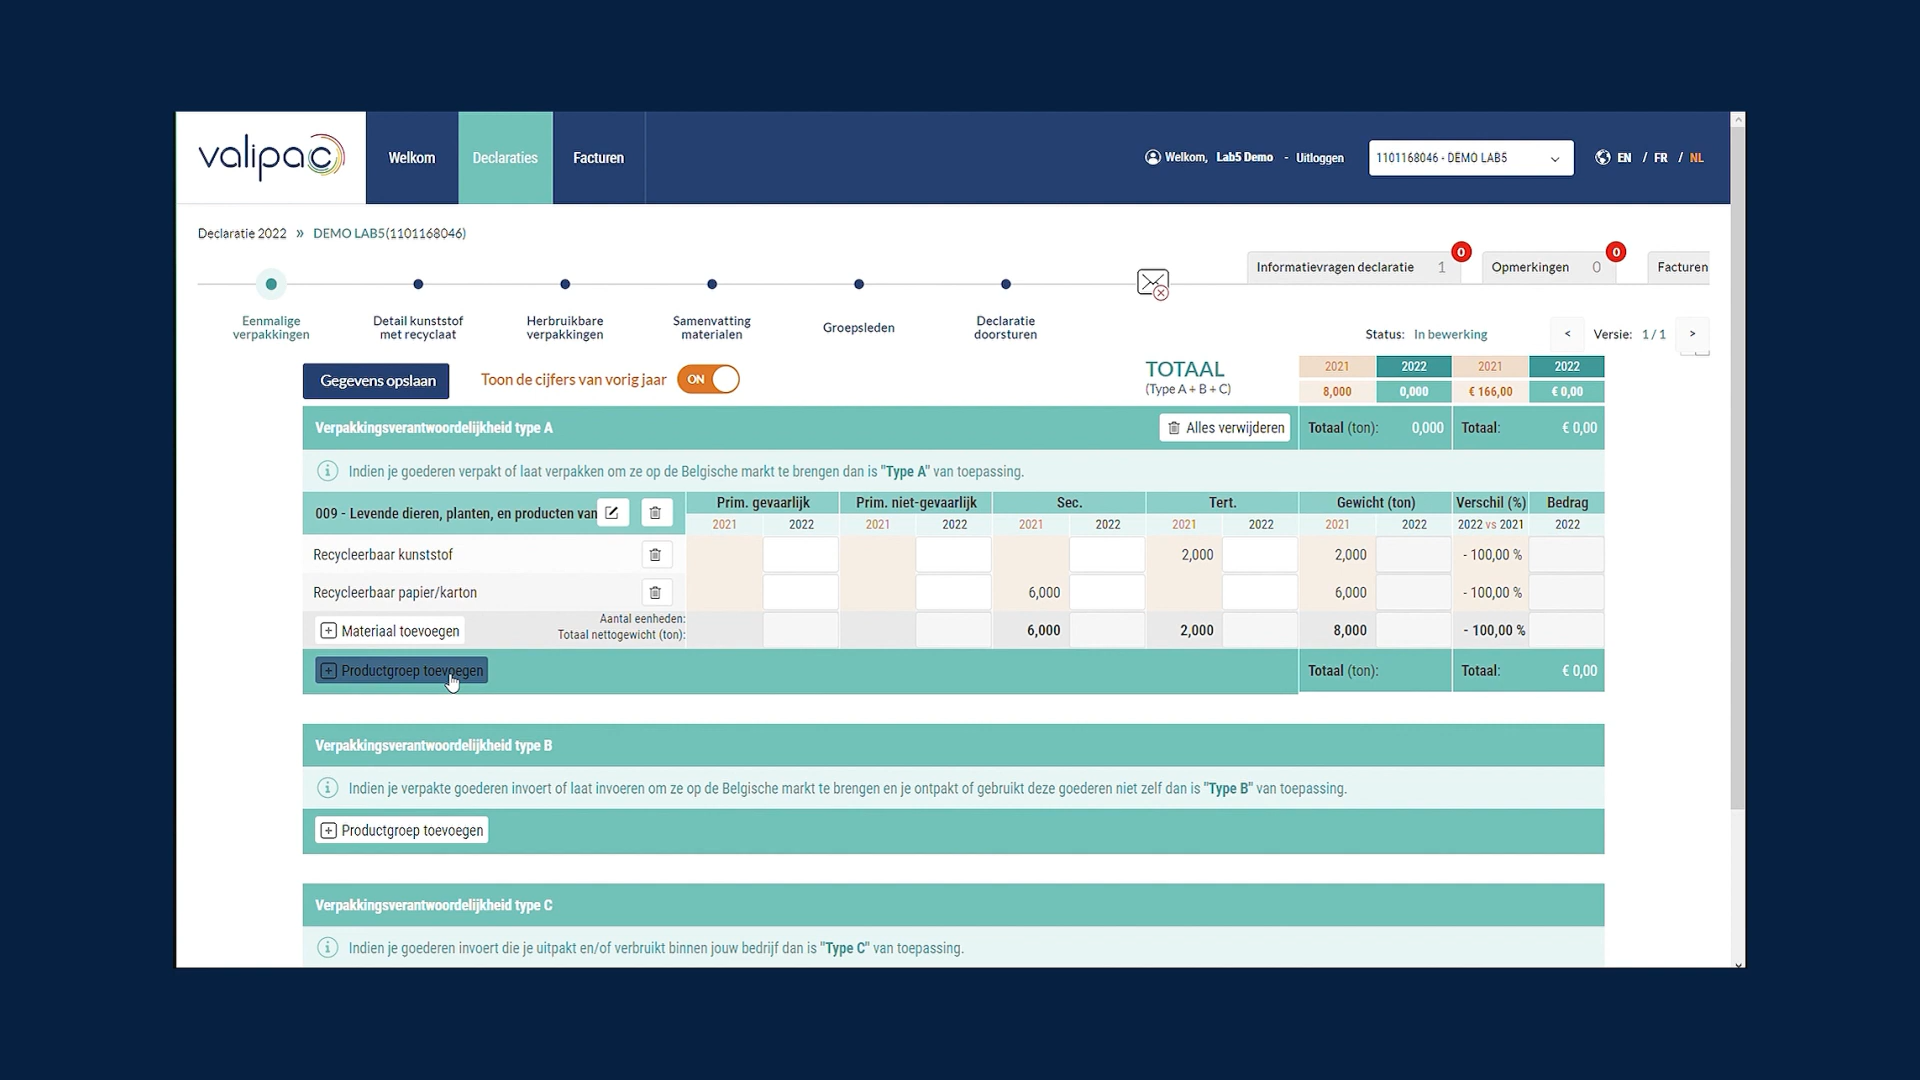 valipac
Welkom
Declaraties
Facturen
Welkom, Lab5 Demo - Uitloggen
1101168046 - DEMO LAB5
EN / FR / NL
Declaratie 2022 » DEMO LAB5(1101168046)
Informatievragen declaratie 1 0
Opmerkingen 0 0
Facturen
Eenmalige
verpakkingen
Detail kunststof
met recyclaat
Herbruikbare
verpakkingen
Samenvatting
materialen
Groepsleden
Declaratie
doorsturen
Status: In bewerking
< Versie: 1 / 1 >
Gegevens opslaan
Toon de cijfers van vorig jaar ON
TOTAAL
(Type A + B + C)
2021 2022 2021 2022
8,000 0,000 € 166,00 € 0,00
Verpakkingsverantwoordelijkheid type A
Alles verwijderen
Totaal (ton): 0,000 Totaal: € 0,00
Indien je goederen verpakt of laat verpakken om ze op de Belgische markt te brengen dan is "Type A" van toepassing.
009 - Levende dieren, planten, en producten van
Prim. gevaarlijk Prim. niet-gevaarlijk Sec. Tert. Gewicht (ton) Verschil (%) Bedrag
2021 2022 2021 2022 2021 2022 2021 2022 2021 2022 2022 vs 2021 2022
Recycleerbaar kunststof 2,000 2,000 - 100,00 %
Recycleerbaar papier/karton 6,000 6,000 - 100,00 %
Materiaal toevoegen
Aantal eenheden:
Totaal nettogewicht (ton):
6,000 2,000 8,000 - 100,00 %
Productgroep toevoegen
Totaal (ton): Totaal: € 0,00
Verpakkingsverantwoordelijkheid type B
Indien je verpakte goederen invoert of laat invoeren om ze op de Belgische markt te brengen en je ontpakt of gebruikt deze goederen niet zelf dan is "Type B" van toepassing.
Productgroep toevoegen
Verpakkingsverantwoordelijkheid type C
Indien je goederen invoert die je uitpakt en/of verbruikt binnen jouw bedrijf dan is "Type C" van toepassing.